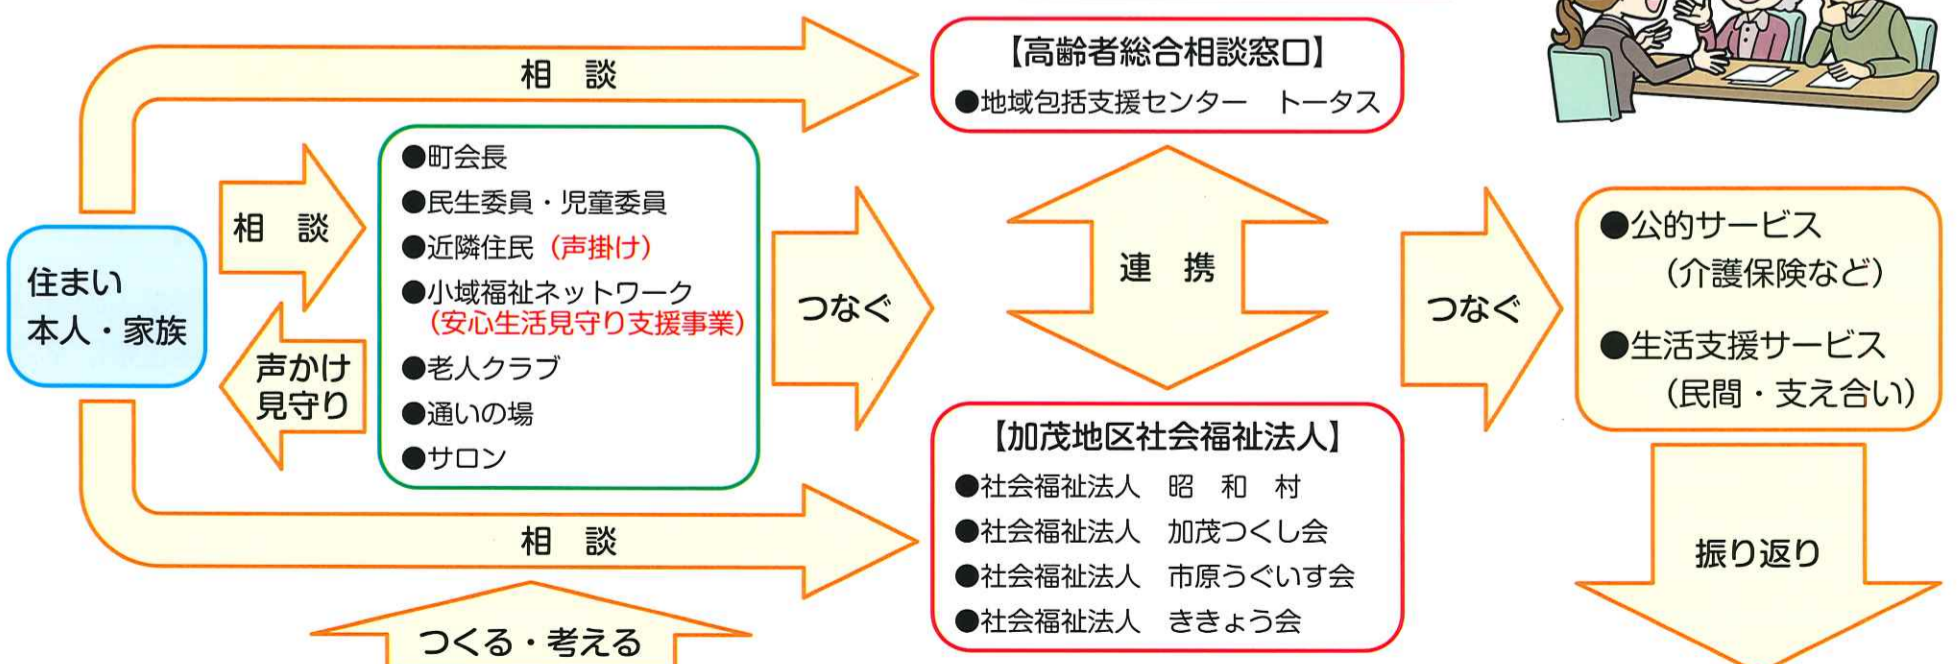 相　談
【高齢者総合相談窓口】
●地域包括支援センター　トータス
住まい
本人・家族
相　談
声かけ
見守り
●町会長
●民生委員・児童委員
●近隣住民（声掛け）
●小域福祉ネットワーク
（安心生活見守り支援事業）
●老人クラブ
●通いの場
●サロン
つなぐ
連　携
つなぐ
●公的サービス
（介護保険など）
●生活支援サービス
（民間・支え合い）
【加茂地区社会福祉法人】
●社会福祉法人　昭　和　村
●社会福祉法人　加茂つくし会
●社会福祉法人　市原うぐいす会
●社会福祉法人　ききょう会
相　談
振り返り
つくる・考える